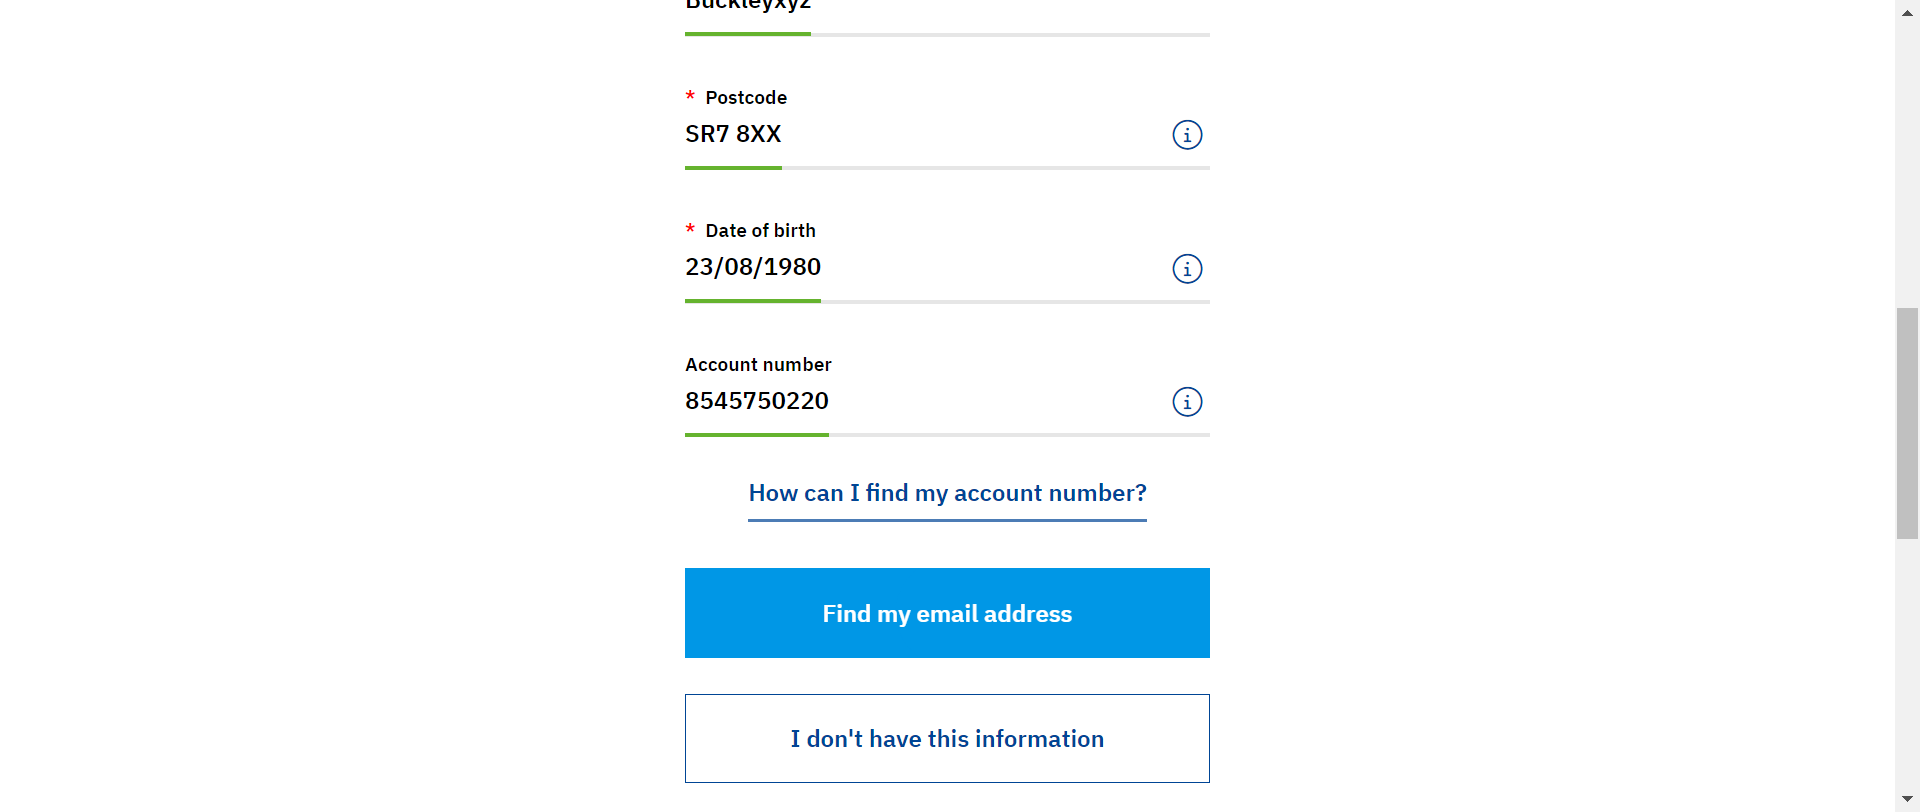 Buckleyxyz
* Postcode
SR7 8XX
* Date of birth
23/08/1980
Account number
8545750220
How can I find my account number?
Find my email address
I don't have this information